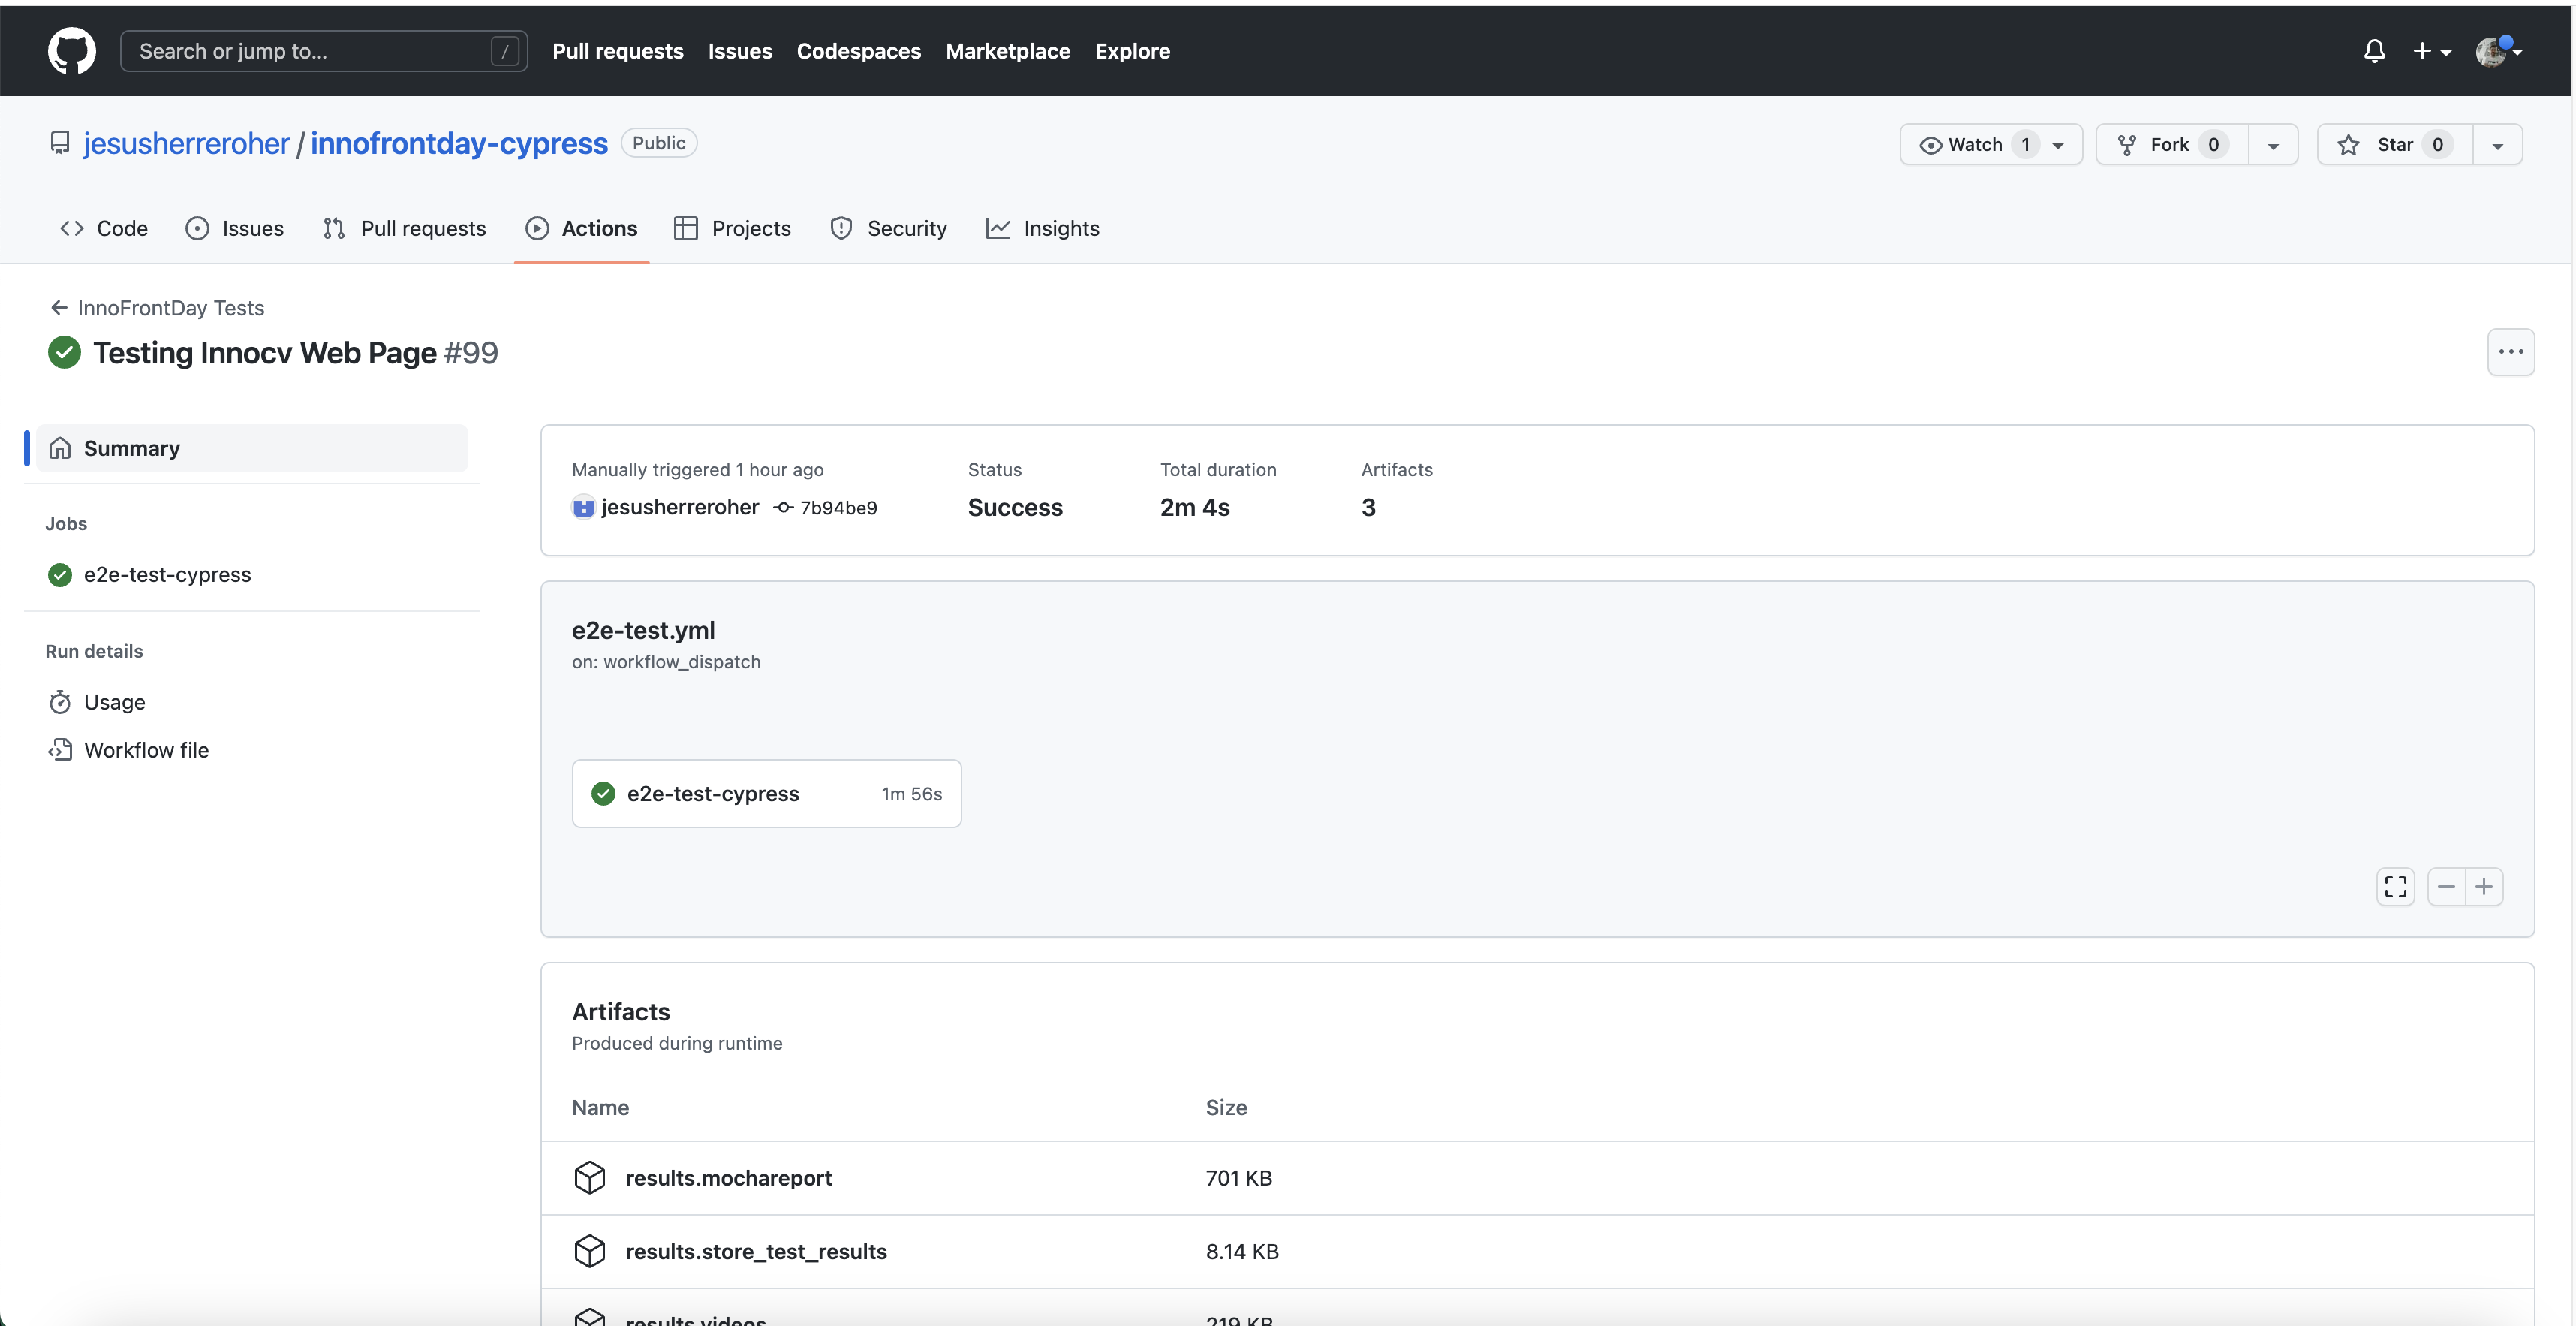 Search or jump to... / Pull requests Issues Codespaces Marketplace Explore
jesusherreroher / innofrontday-cypress Public Watch 1 Fork 0 Star 0
Code Issues Pull requests Actions Projects Security Insights
InnoFrontDay Tests
Testing Innocv Web Page #99
Summary
Jobs
e2e-test-cypress
Run details
Usage
Workflow file
Manually triggered 1 hour ago Status Total duration Artifacts
jesusherreroher 7b94be9 Success 2m 4s 3
e2e-test.yml
on: workflow_dispatch
e2e-test-cypress 1m 56s
Artifacts
Produced during runtime
Name Size
results.mochareport 701 KB
results.store_test_results 8.14 KB
results.videos 219 KB